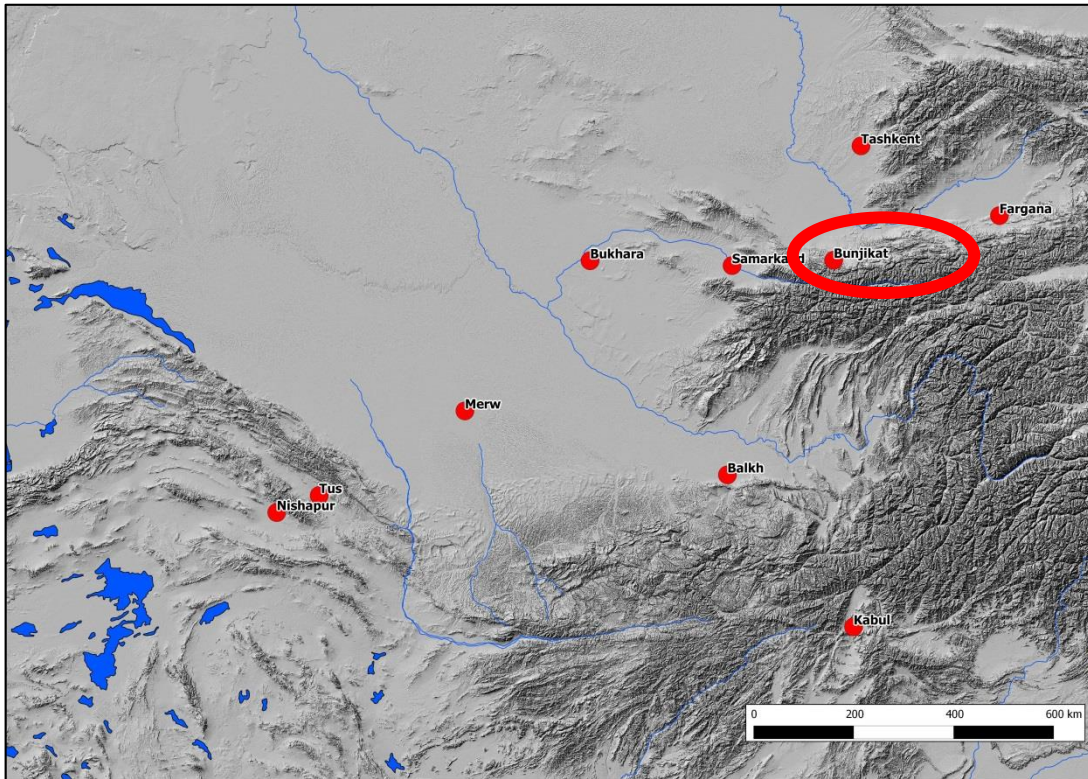 Tashkent
Fargana
Bukhara
Samarkand
Bunjikat
Merw
Balkh
Tus
Nishapur
Kabul
0 200 400 600 km